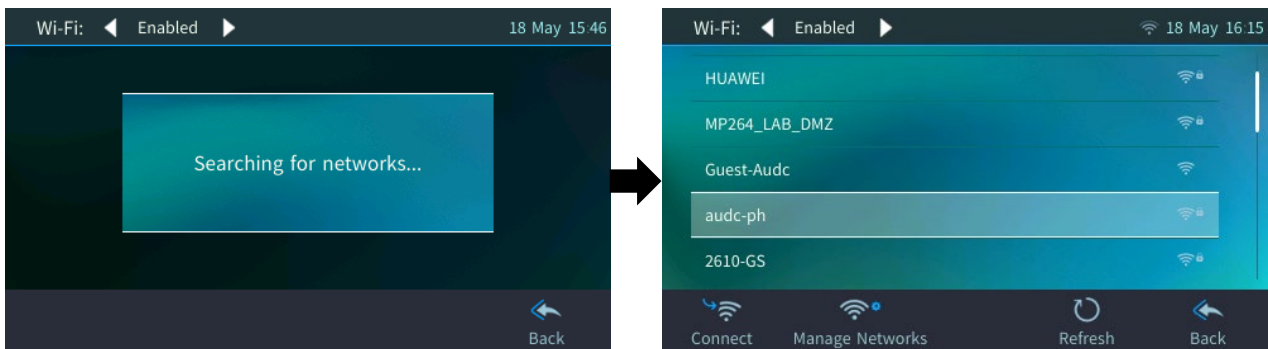 Wi-Fi: Enabled 18 May 15:46
Searching for networks...
Back
Wi-Fi: Enabled 18 May 16:15
HUAWEI
MP264_LAB_DMZ
Guest-Audc
audc-ph
2610-GS
Connect Manage Networks Refresh Back